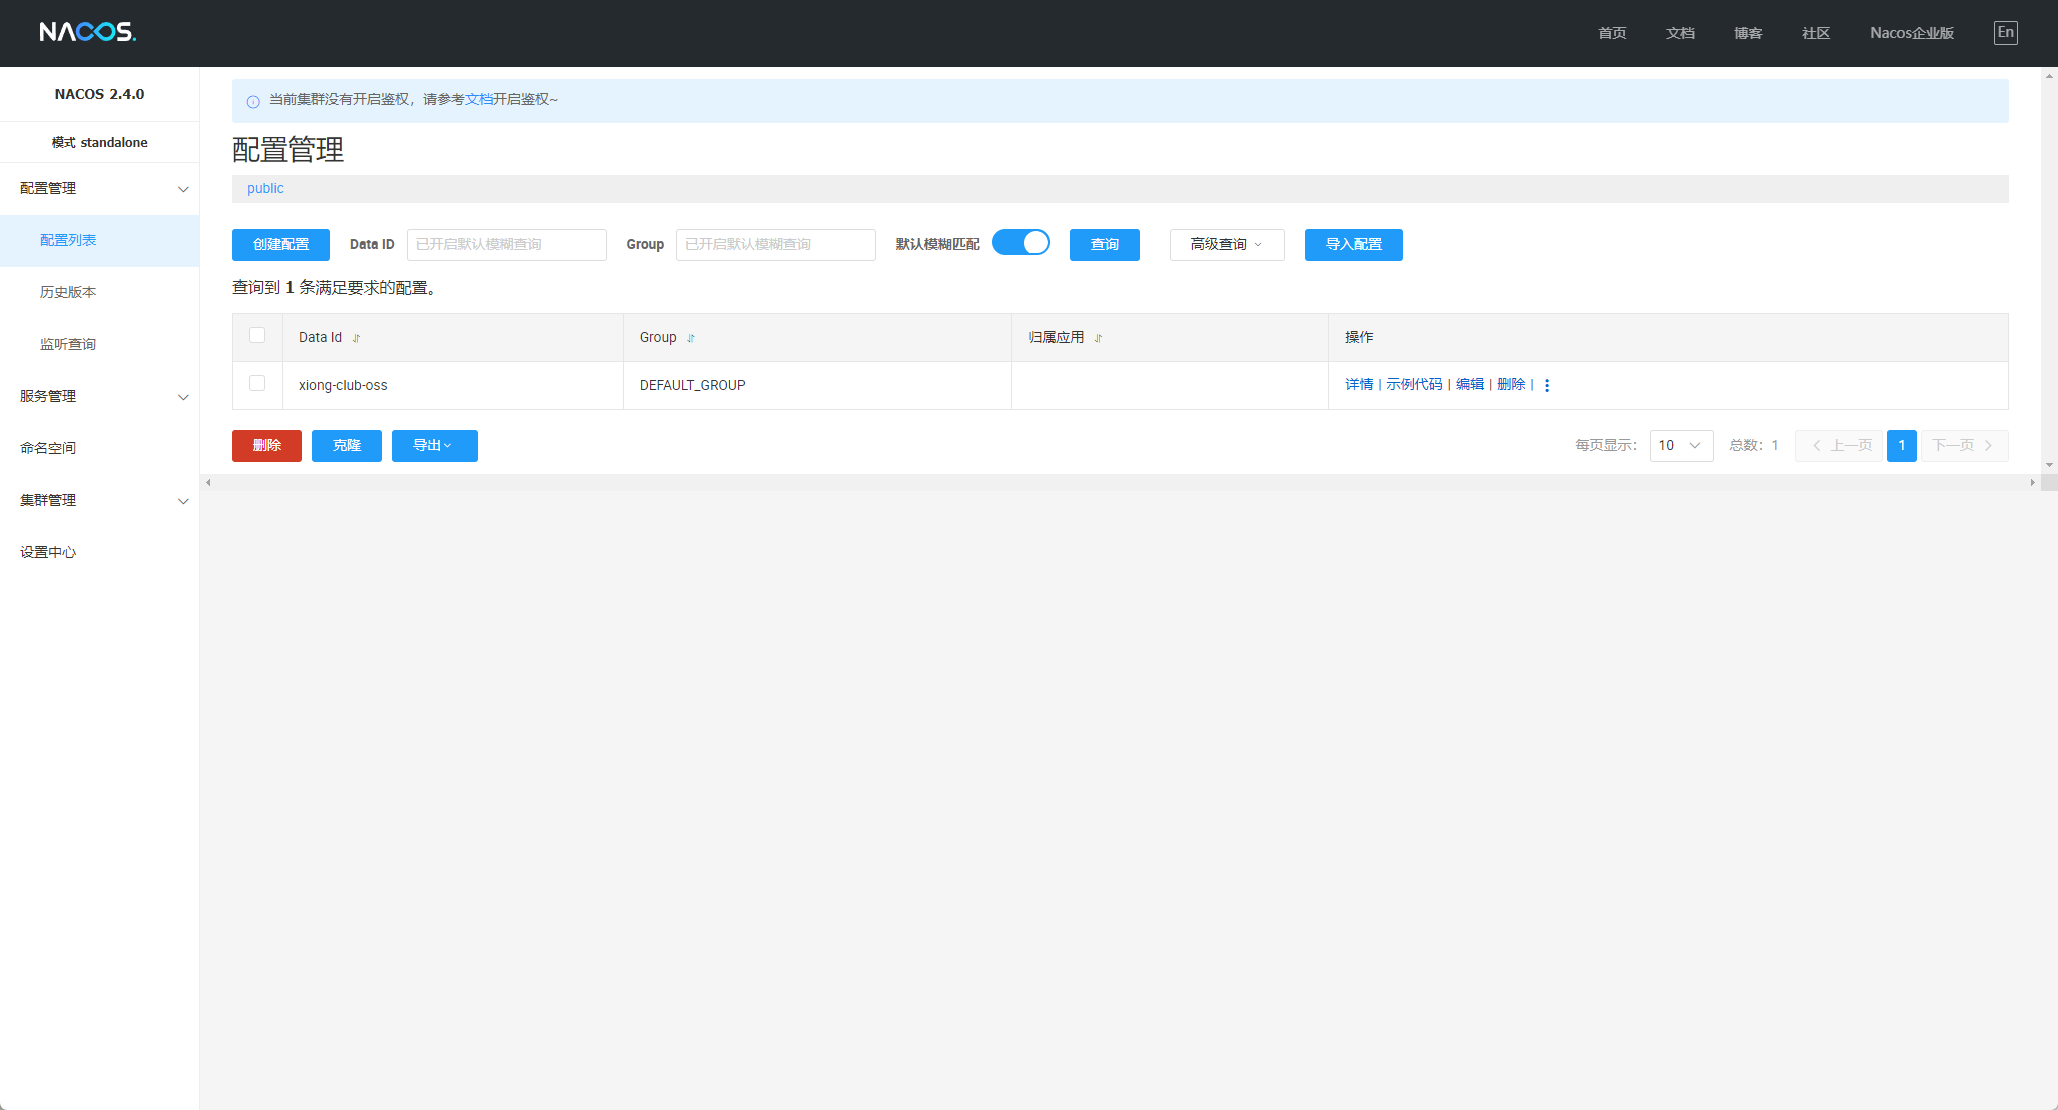 NACOS.
首页 文档 博客 社区 Nacos企业版 En
NACOS 2.4.0
模式 standalone
配置管理
配置列表
历史版本
监听查询
服务管理
命名空间
集群管理
设置中心
当前集群没有开启鉴权，请参考文档开启鉴权~
配置管理
public
创建配置 Data ID 已开启默认模糊查询 Group 已开启默认模糊查询 默认模糊匹配 查询 高级查询 导入配置
查询到 1 条满足要求的配置。
Data Id Group 归属应用 操作
xiong-club-oss DEFAULT_GROUP 详情 | 示例代码 | 编辑 | 删除 |
删除 克隆 导出 每页显示： 10 总数：1 上一页 1 下一页